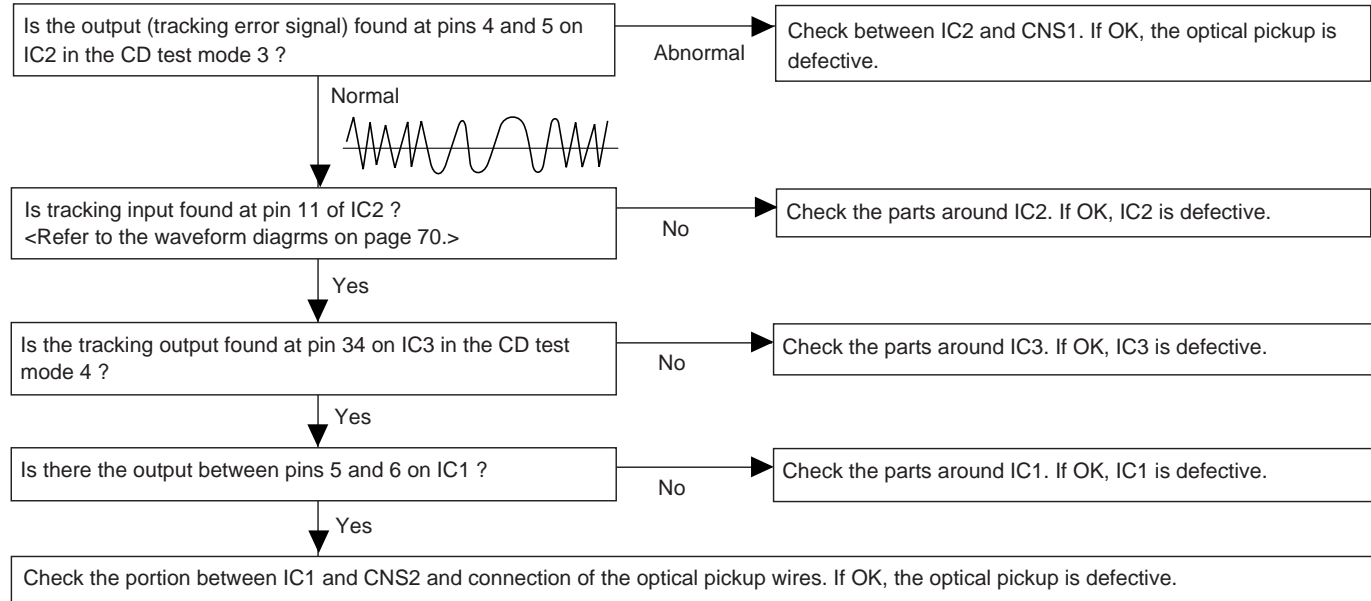 Is the output (tracking error signal) found at pins 4 and 5 on
IC2 in the CD test mode 3 ?
Abnormal
Check between IC2 and CNS1. If OK, the optical pickup is
defective.
Normal
Is tracking input found at pin 11 of IC2 ?
<Refer to the waveform diagrms on page 70.>
No
Check the parts around IC2. If OK, IC2 is defective.
Yes
Is the tracking output found at pin 34 on IC3 in the CD test
mode 4 ?
No
Check the parts around IC3. If OK, IC3 is defective.
Yes
Is there the output between pins 5 and 6 on IC1 ?
No
Check the parts around IC1. If OK, IC1 is defective.
Yes
Check the portion between IC1 and CNS2 and connection of the optical pickup wires. If OK, the optical pickup is defective.